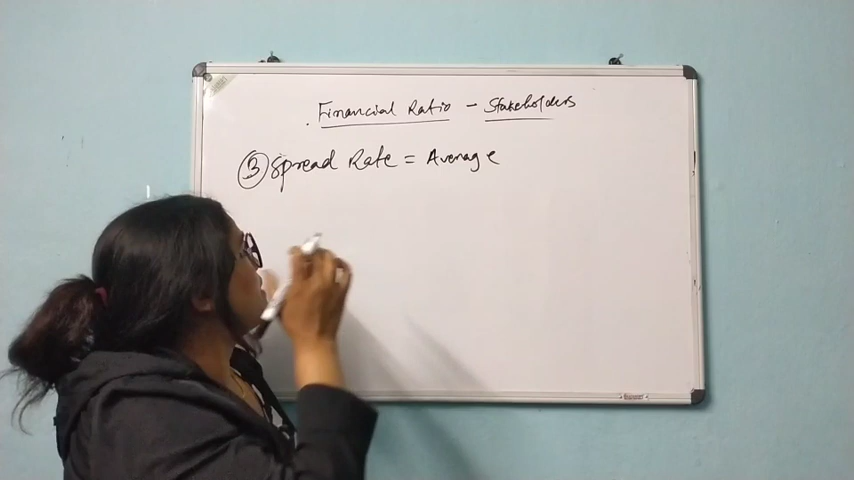 Financial Ratio - Stakeholders
③ Spread Rate = Average